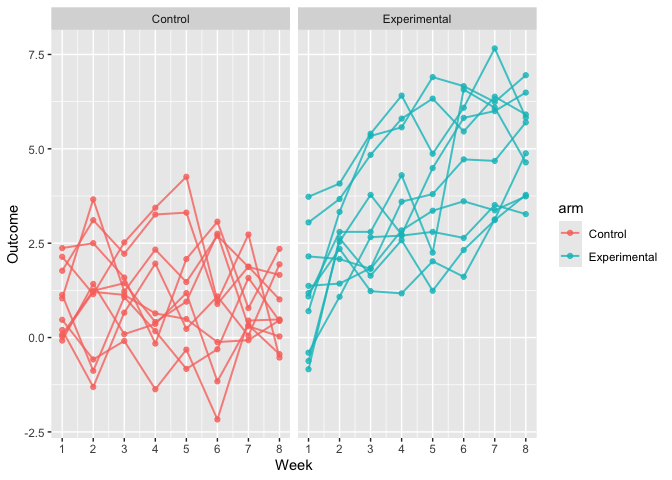 Control Experimental
7.5
5.0
2.5
0.0
-2.5
Outcome
1 2 3 4 5 6 7 8 1 2 3 4 5 6 7 8
Week
arm
Control
Experimental